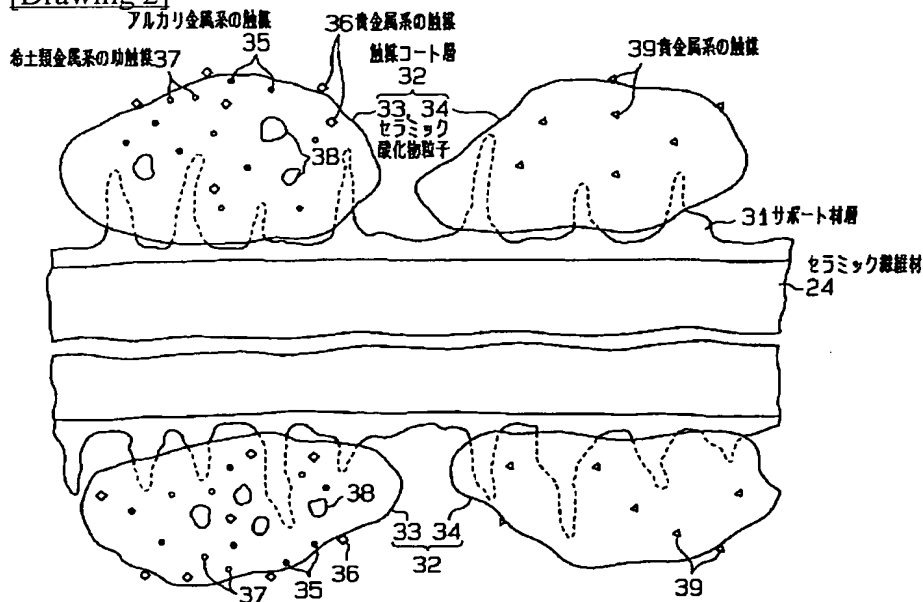 [Drawing 2]
アルカリ金属系の触媒
35
36貴金属系の触媒
希土類金属系の助触媒37
触媒コート層
32
39貴金属系の触媒
33, 34
セラミック
酸化物粒子
38
31サポート材層
セラミック繊維材
24
38
33 34
32
36
35
37
39